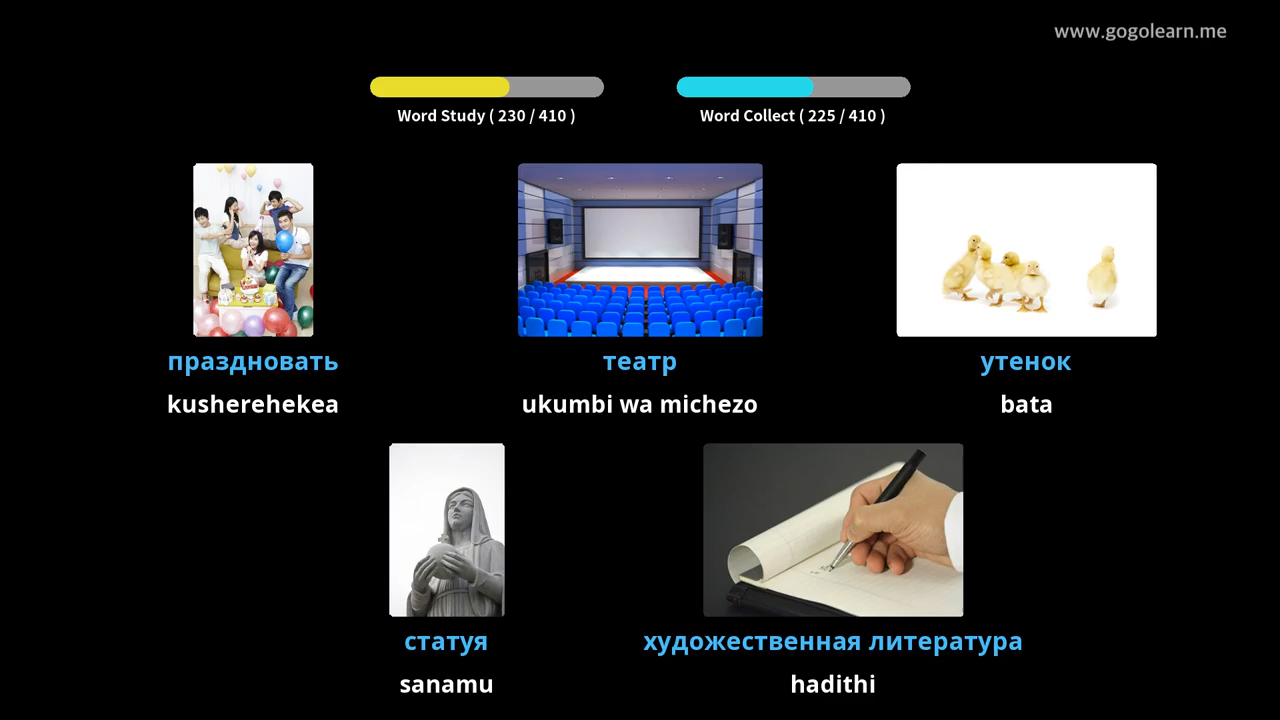 www.gogolearn.me
Word Study ( 230 / 410 )
Word Collect ( 225 / 410 )
праздновать
kusherehekea
театр
ukumbi wa michezo
утенок
bata
статуя
sanamu
художественная литература
hadithi